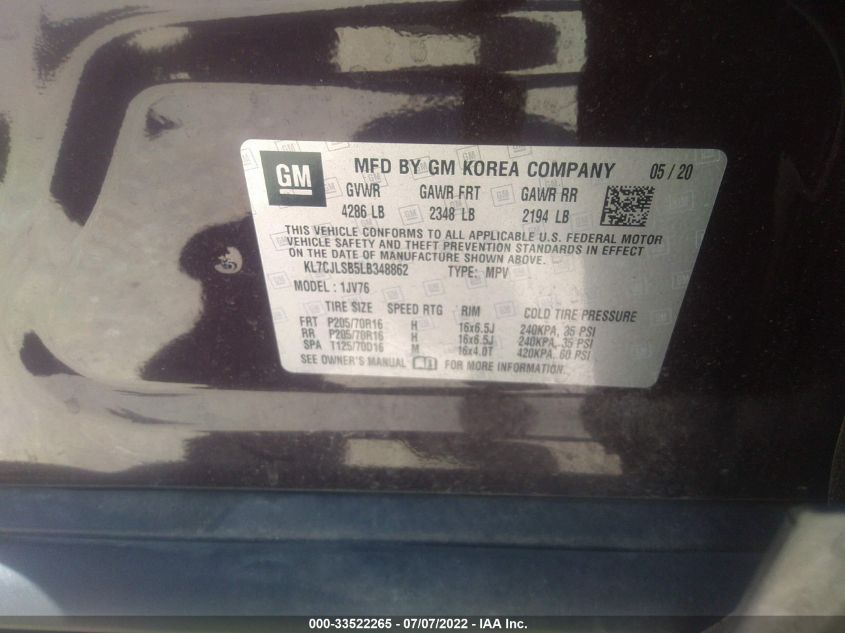 GM MFD BY GM KOREA COMPANY 05 / 20
GVWR GAWR FRT GAWR RR
4286 LB 2348 LB 2194 LB
THIS VEHICLE CONFORMS TO ALL APPLICABLE U.S. FEDERAL MOTOR
VEHICLE SAFETY AND THEFT PREVENTION STANDARDS IN EFFECT
ON THE DATE OF MANUFACTURE SHOWN ABOVE.
KL7CJLSB5LB348862 TYPE: MPV
MODEL : 1JV76
TIRE SIZE SPEED RTG RIM COLD TIRE PRESSURE
FRT P205/70R16 H 16x6.5J 240KPA, 35 PSI
RR P205/70R16 H 16x6.5J 240KPA, 35 PSI
SPA T125/70D16 M 16x4.0T 420KPA, 60 PSI
SEE OWNER'S MANUAL FOR MORE INFORMATION.
000-33522265 - 07/07/2022 - IAA Inc.